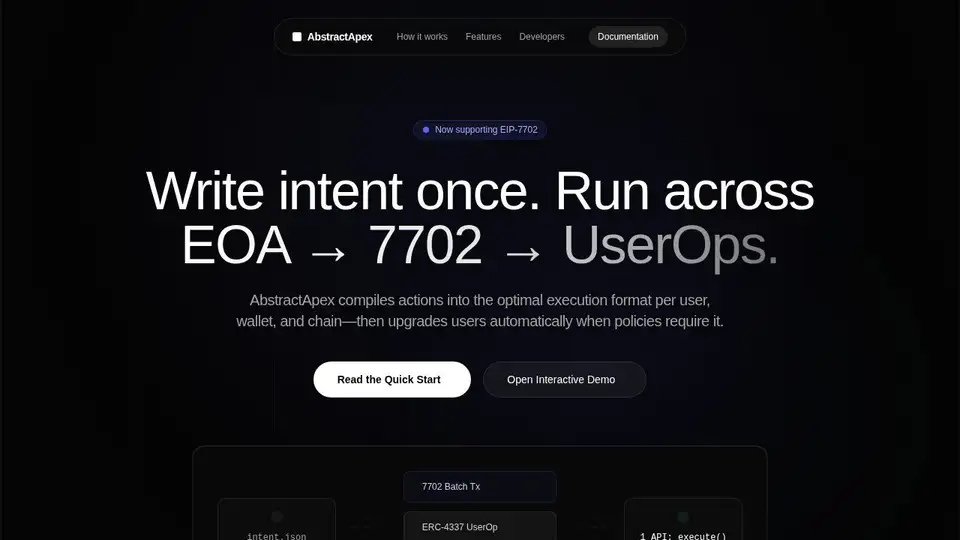 AbstractApex How it works Features Developers Documentation
Now supporting EIP-7702
Write intent once. Run across
EOA → 7702 → UserOps.
AbstractApex compiles actions into the optimal execution format per user,
wallet, and chain—then upgrades users automatically when policies require it.
Read the Quick Start Open Interactive Demo
7702 Batch Tx
ERC-4337 UserOp
intent.json 1 API: execute()